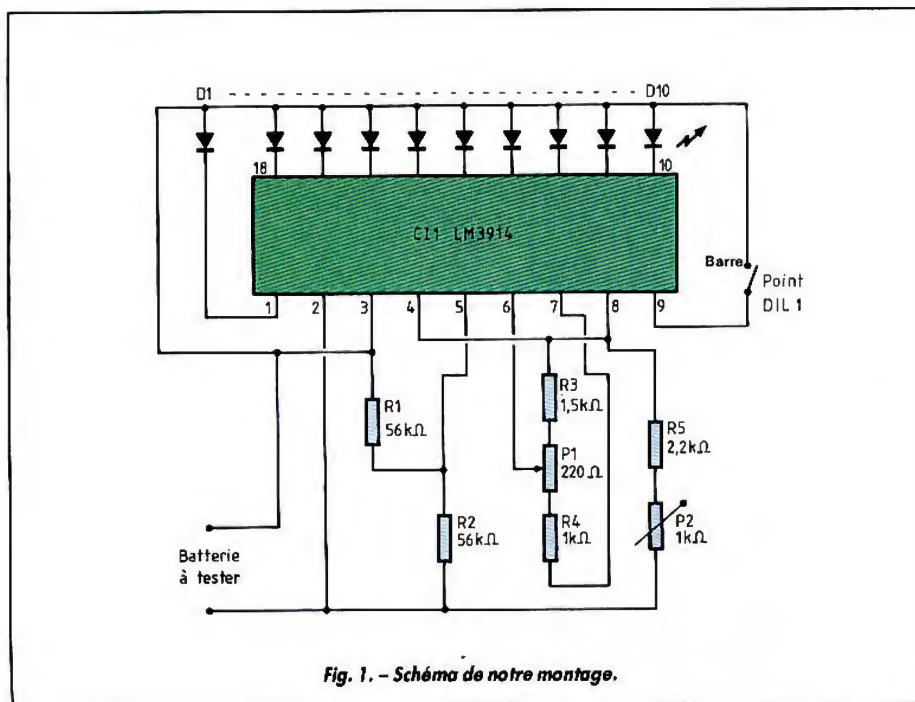 D1 D10
18 10
CI1 LM3914
Barre
Point
DIL 1
1 2 3 4 5 6 7 8 9
R1
56kΩ
R2
56kΩ
R3
1,5kΩ
P1
220Ω
R4
1kΩ
R5
2,2kΩ
P2
1kΩ
Batterie
à tester
Fig. 1. – Schéma de notre montage.